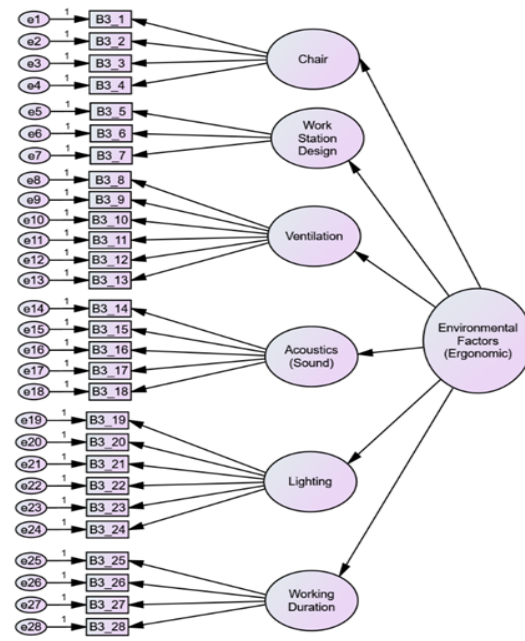 e1 1 B3_1
e2 1 B3_2
e3 1 B3_3
e4 1 B3_4
Chair
e5 1 B3_5
e6 1 B3_6
e7 1 B3_7
Work
Station
Design
e8 1 B3_8
e9 1 B3_9
e10 1 B3_10
e11 1 B3_11
e12 1 B3_12
e13 1 B3_13
Ventilation
e14 1 B3_14
e15 1 B3_15
e16 1 B3_16
e17 1 B3_17
e18 1 B3_18
Acoustics
(Sound)
Environmental
Factors
(Ergonomic)
e19 1 B3_19
e20 1 B3_20
e21 1 B3_21
e22 1 B3_22
e23 1 B3_23
e24 1 B3_24
Lighting
e25 1 B3_25
e26 1 B3_26
e27 1 B3_27
e28 1 B3_28
Working
Duration